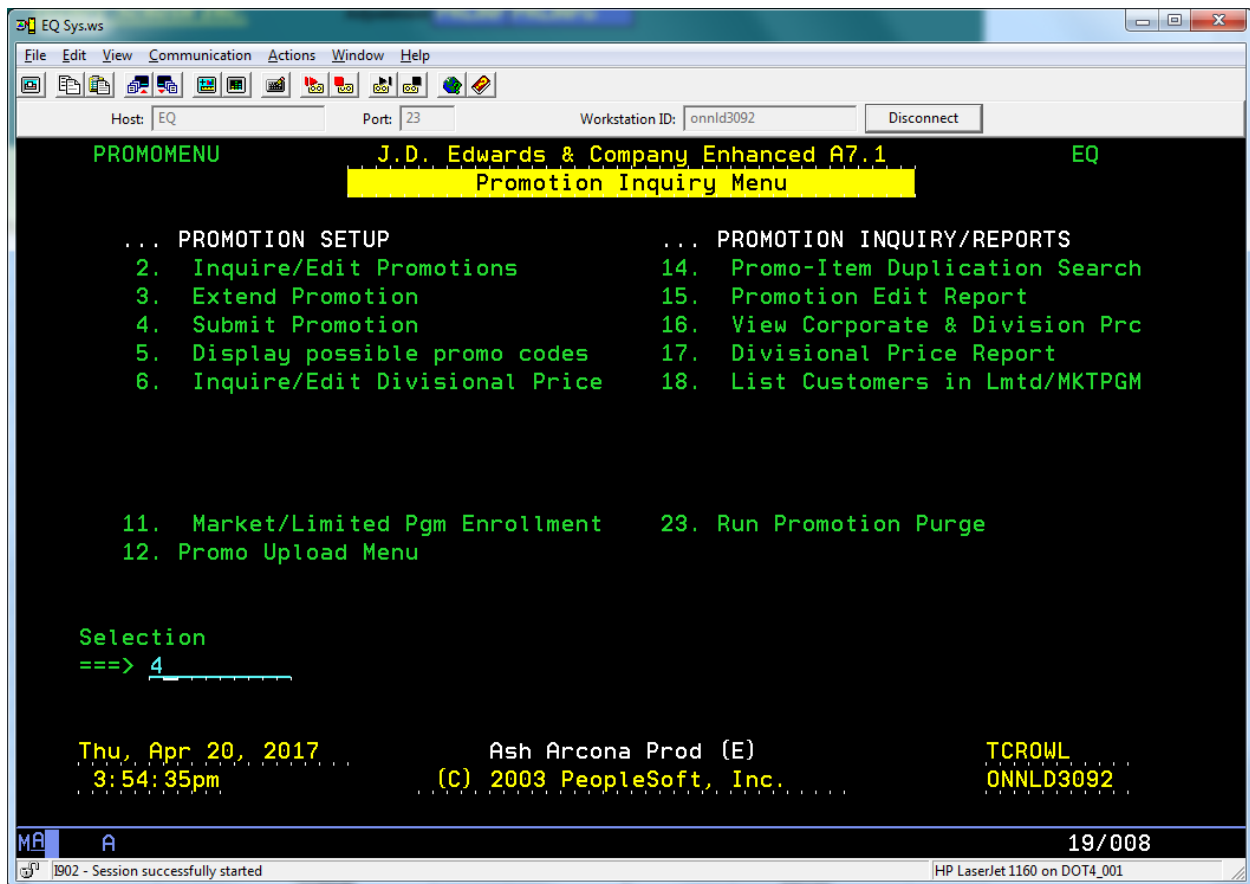 EQ Sys.ws
File Edit View Communication Actions Window Help
Host: EQ Port: 23 Workstation ID: onnld3092 Disconnect
PROMOMENU J.D. Edwards & Company Enhanced A7.1 EQ
Promotion Inquiry Menu
... PROMOTION SETUP ... PROMOTION INQUIRY/REPORTS
2. Inquire/Edit Promotions 14. Promo-Item Duplication Search
3. Extend Promotion 15. Promotion Edit Report
4. Submit Promotion 16. View Corporate & Division Prc
5. Display possible promo codes 17. Divisional Price Report
6. Inquire/Edit Divisional Price 18. List Customers in Lmtd/MKTPGM
11. Market/Limited Pgm Enrollment 23. Run Promotion Purge
12. Promo Upload Menu
Selection
===> 4
Thu, Apr 20, 2017 Ash Arcona Prod (E) TCROWL
3:54:35pm (C) 2003 PeopleSoft, Inc. ONNLD3092
MA A 19/008
I902 - Session successfully started HP LaserJet 1160 on DOT4_001